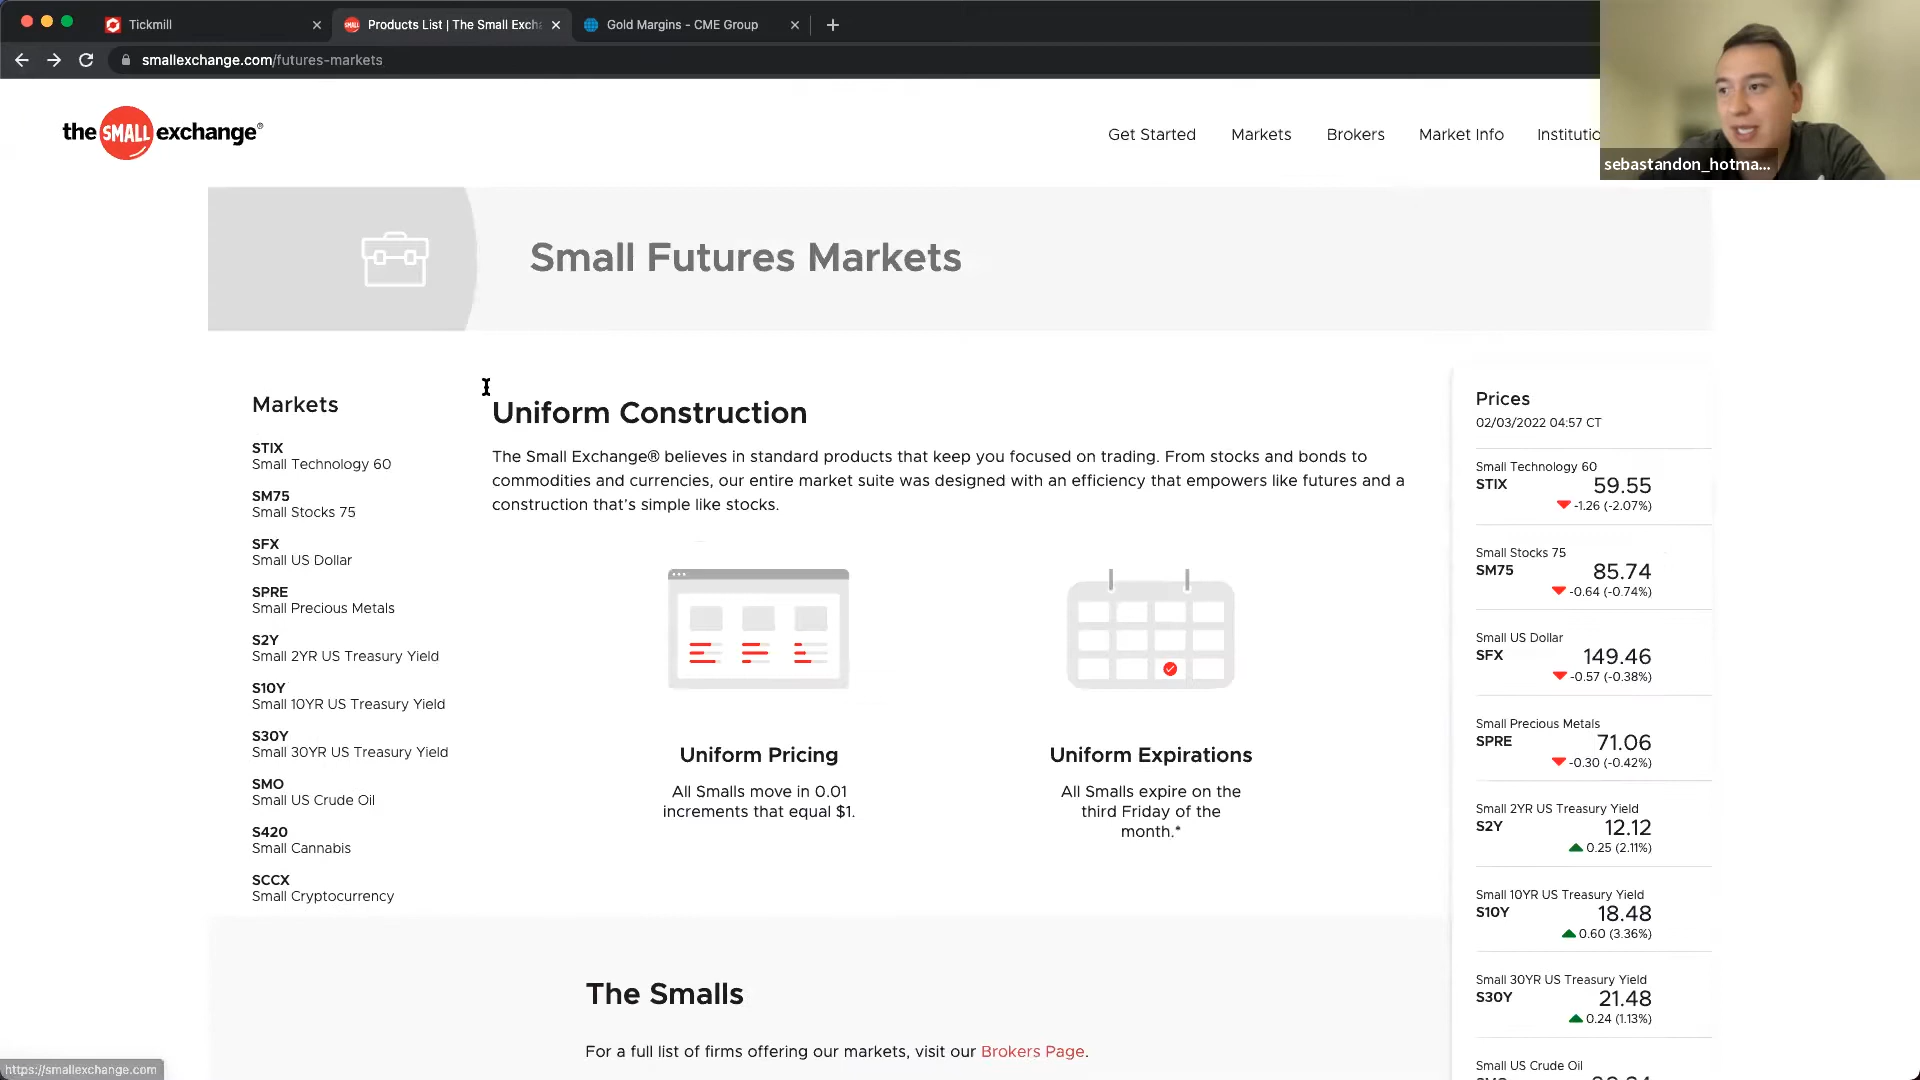 Tickmill
Products List | The Small Exch
Gold Margins - CME Group
smallexchange.com/futures-markets
the SMALL exchange®
Get Started
Markets
Brokers
Market Info
Institutio
sebastandon_hotma...
Small Futures Markets
Markets
STIX
Small Technology 60
SM75
Small Stocks 75
SFX
Small US Dollar
SPRE
Small Precious Metals
S2Y
Small 2YR US Treasury Yield
S10Y
Small 10YR US Treasury Yield
S30Y
Small 30YR US Treasury Yield
SMO
Small US Crude Oil
S420
Small Cannabis
SCCX
Small Cryptocurrency
Uniform Construction
The Small Exchange® believes in standard products that keep you focused on trading. From stocks and bonds to
commodities and currencies, our entire market suite was designed with an efficiency that empowers like futures and a
construction that's simple like stocks.
Uniform Pricing
All Smalls move in 0.01
increments that equal $1.
Uniform Expirations
All Smalls expire on the
third Friday of the
month.*
The Smalls
For a full list of firms offering our markets, visit our Brokers Page.
Prices
02/03/2022 04:57 CT
Small Technology 60
STIX 59.55
-1.26 (-2.07%)
Small Stocks 75
SM75 85.74
-0.64 (-0.74%)
Small US Dollar
SFX 149.46
-0.57 (-0.38%)
Small Precious Metals
SPRE 71.06
-0.30 (-0.42%)
Small 2YR US Treasury Yield
S2Y 12.12
0.25 (2.11%)
Small 10YR US Treasury Yield
S10Y 18.48
0.60 (3.36%)
Small 30YR US Treasury Yield
S30Y 21.48
0.24 (1.13%)
Small US Crude Oil
https://smallexchange.com